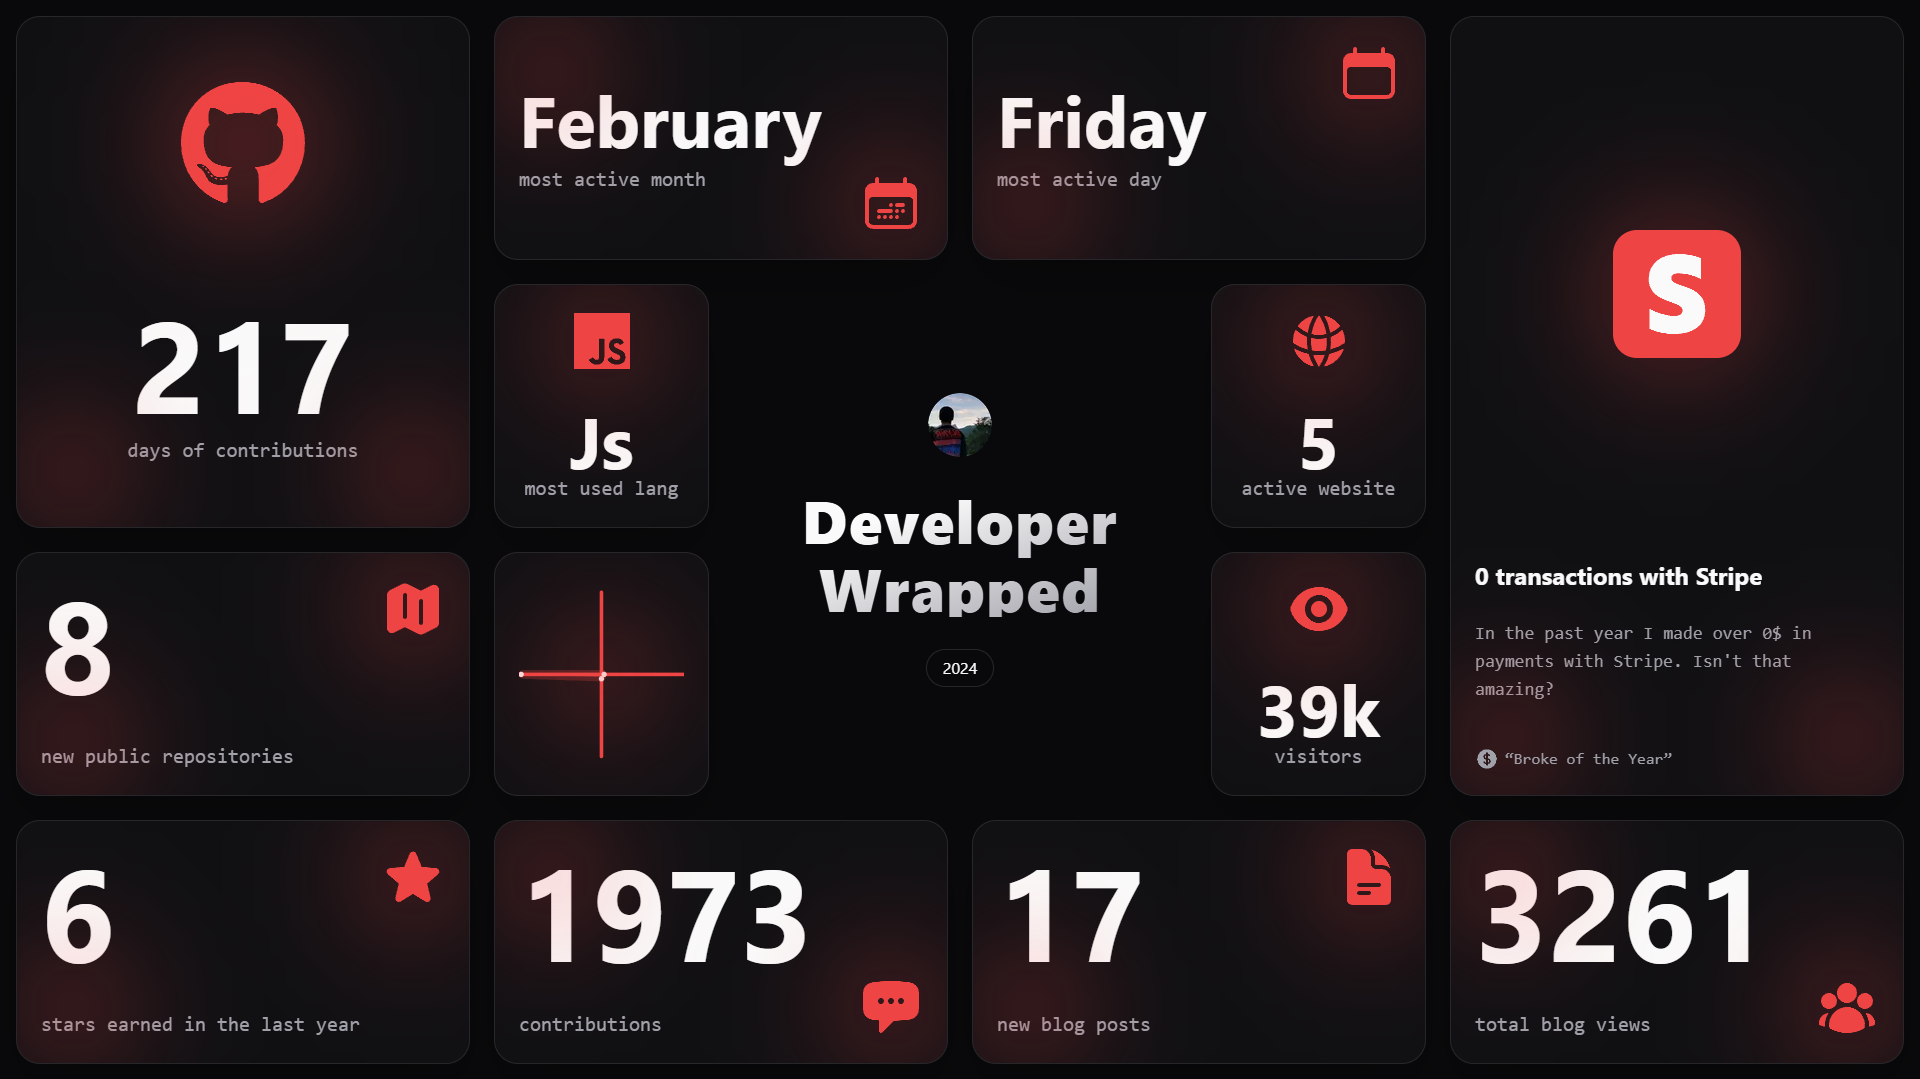 217
days of contributions
February
most active month
Friday
most active day
S
JS
Js
most used lang
Developer
Wrapped
2024
5
active website
0 transactions with Stripe
In the past year I made over 0$ in
payments with Stripe. Isn't that
amazing?
$ “Broke of the Year”
8
new public repositories
39k
visitors
6
stars earned in the last year
1973
contributions
17
new blog posts
3261
total blog views